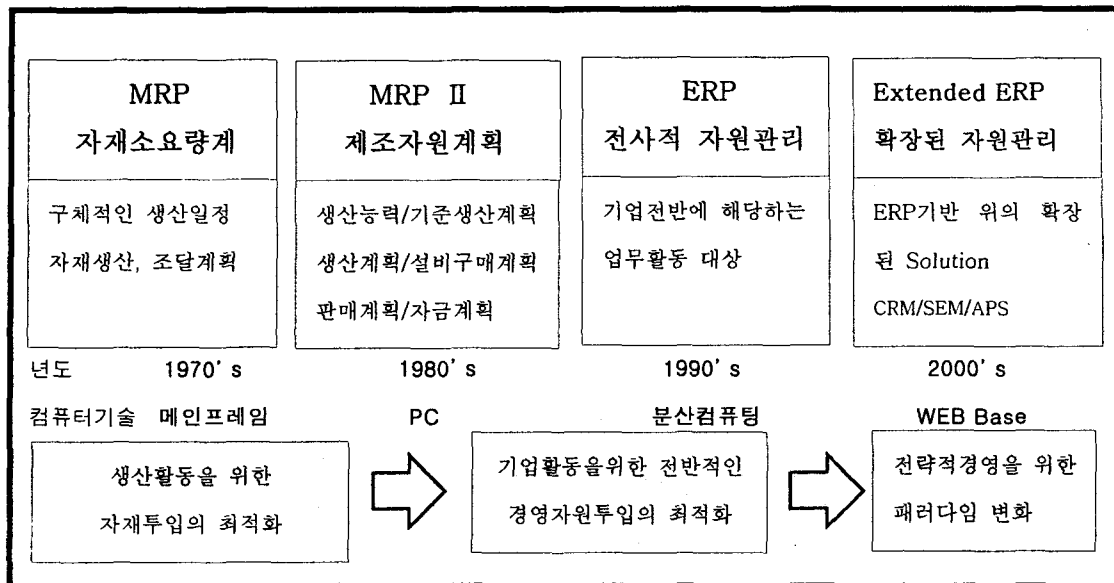 MRP
자재소요량계
구체적인 생산일정
자재생산, 조달계획
MRP Ⅱ
제조자원계획
생산능력/기준생산계획
생산계획/설비구매계획
판매계획/자금계획
ERP
전사적 자원관리
기업전반에 해당하는
업무활동 대상
Extended ERP
확장된 자원관리
ERP기반 위의 확장
된 Solution
CRM/SEM/APS
년도 1970's 1980's 1990's 2000's
컴퓨터기술 메인프레임 PC 분산컴퓨팅 WEB Base
생산활동을 위한
자재투입의 최적화
기업활동을위한 전반적인
경영자원투입의 최적화
전략적경영을 위한
패러다임 변화